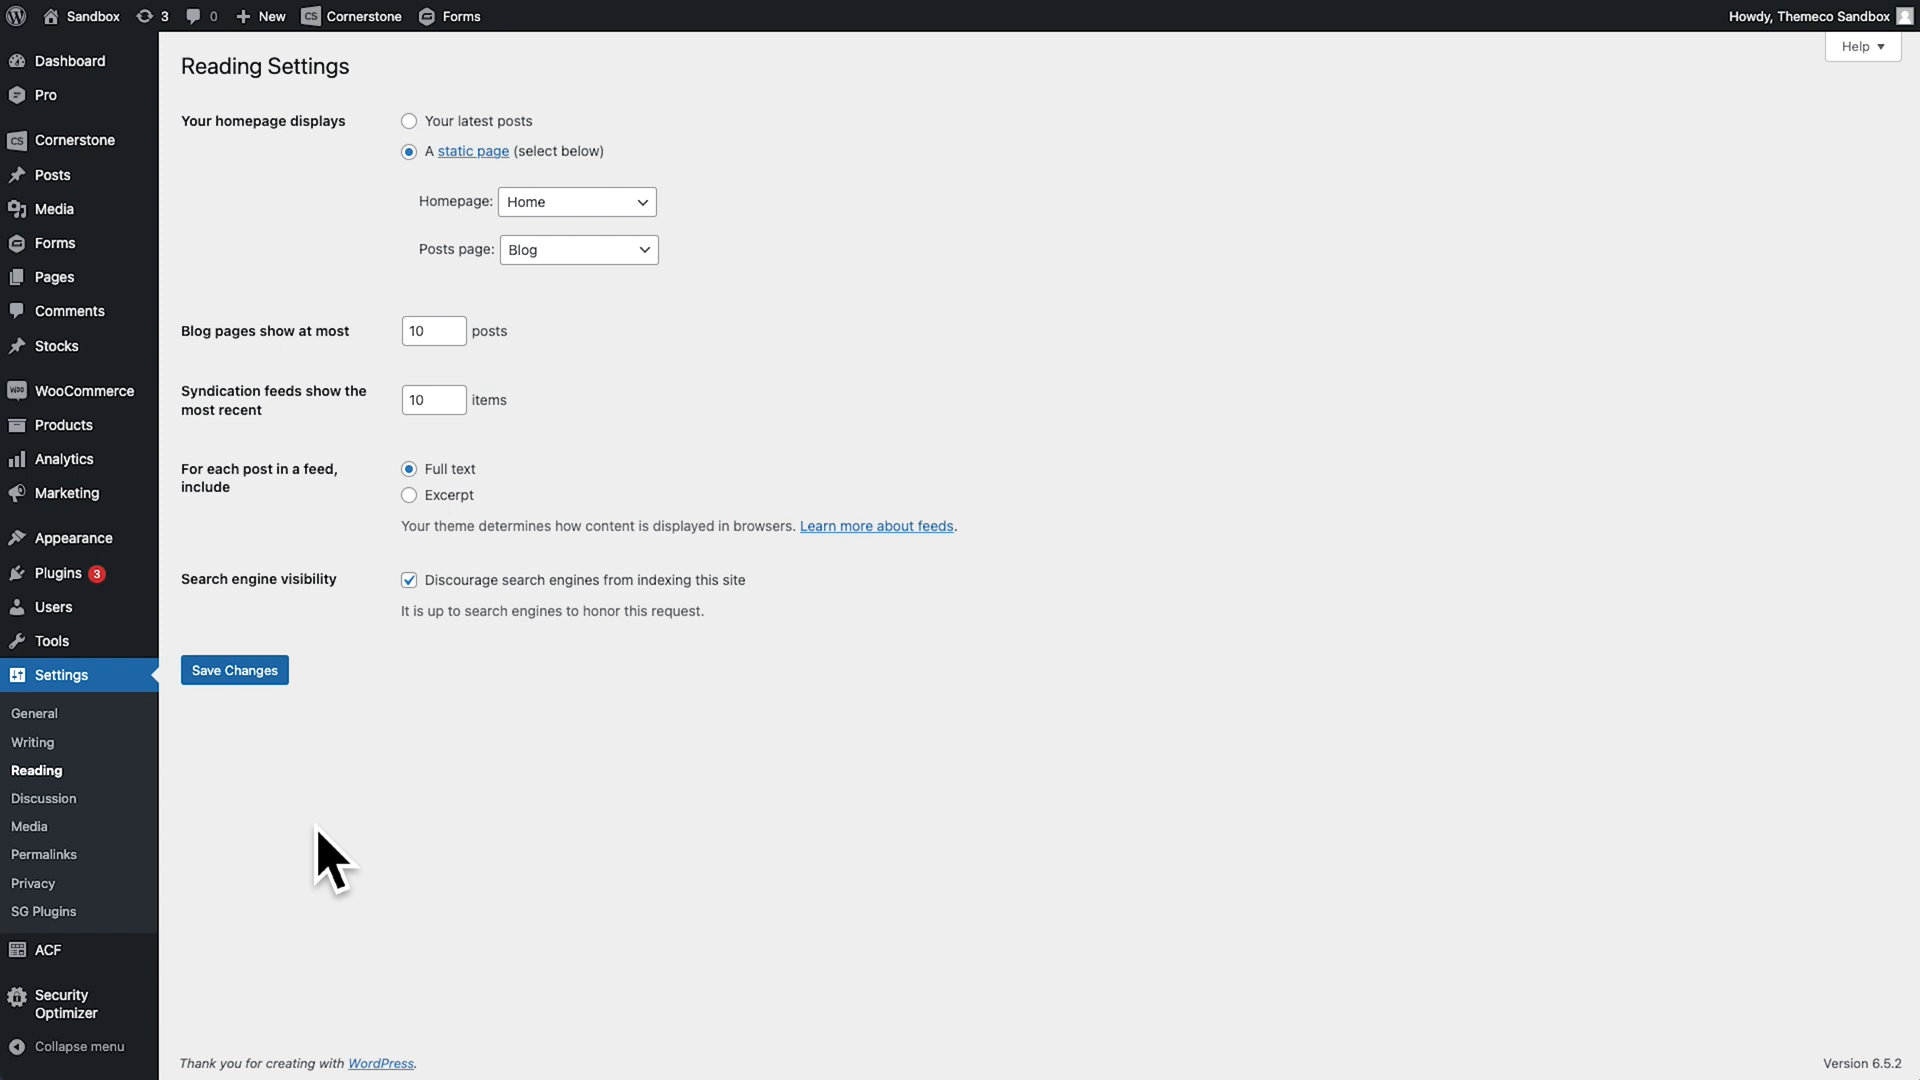 Sandbox 3 0 New CS Cornerstone Forms Howdy, Themeco Sandbox
Help
Dashboard
Pro
CS Cornerstone
Posts
Media
Forms
Pages
Comments
Stocks
Woo WooCommerce
Products
Analytics
Marketing
Appearance
Plugins 3
Users
Tools
Settings
General
Writing
Reading
Discussion
Media
Permalinks
Privacy
SG Plugins
ACF
Security
Optimizer
Collapse menu
Reading Settings
Your homepage displays
Your latest posts
A static page (select below)
Homepage: Home
Posts page: Blog
Blog pages show at most
10 posts
Syndication feeds show the
most recent
10 items
For each post in a feed,
include
Full text
Excerpt
Your theme determines how content is displayed in browsers. Learn more about feeds.
Search engine visibility
Discourage search engines from indexing this site
It is up to search engines to honor this request.
Save Changes
Thank you for creating with WordPress.
Version 6.5.2